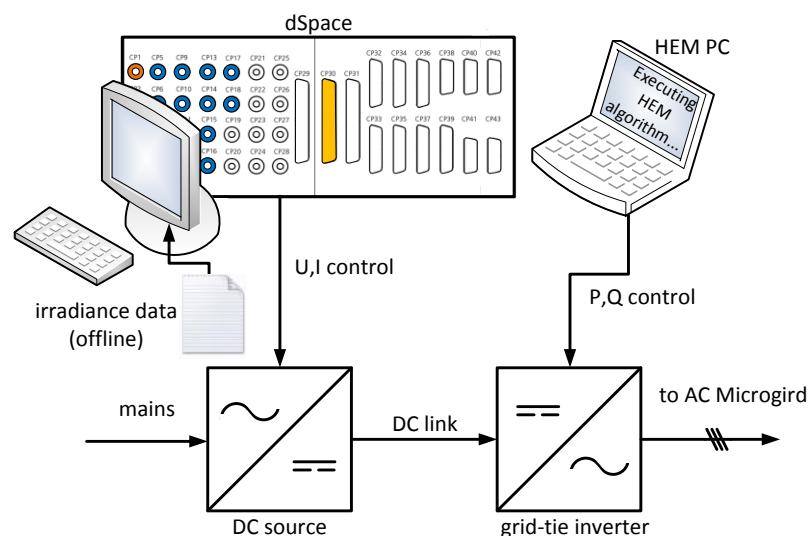 dSpace
CP1 CP5 CP9 CP13 CP17 CP21 CP25
CP29 CP30 CP31
CP32 CP34 CP36 CP38 CP40 CP42
CP6 CP10 CP14 CP18 CP22 CP26
CP15 CP19 CP23 CP27
CP33 CP35 CP37 CP39 CP41 CP43
CP16 CP20 CP24 CP28
HEM PC
Executing
HEM
algorithm...
U,I control
P,Q control
irradiance data
(offline)
mains
DC link
to AC Microgird
DC source
grid-tie inverter